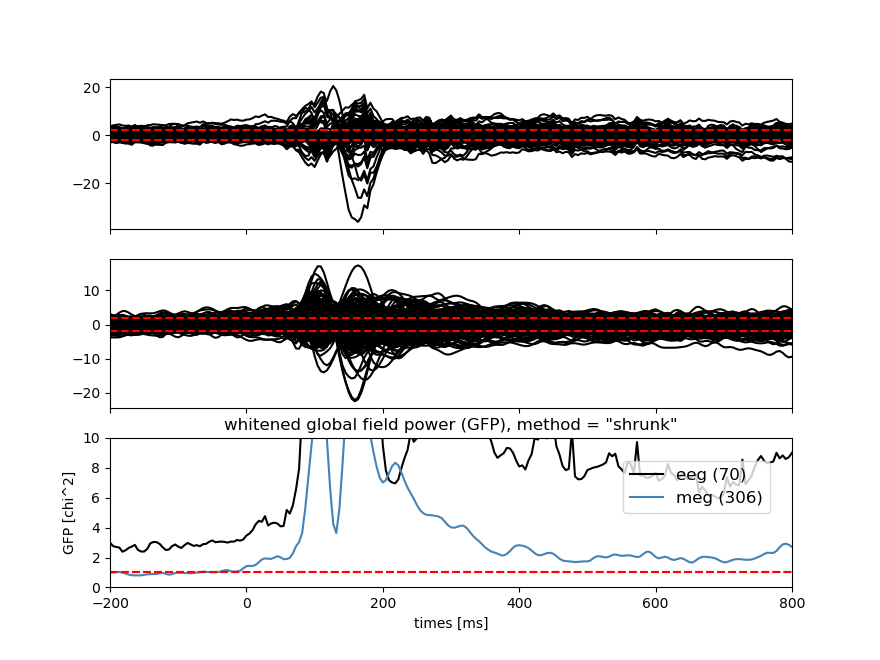 20
0
−20
10
0
−10
−20
whitened global field power (GFP), method = "shrunk"
10
8
6
4
2
0
GFP [chi^2]
eeg (70)
meg (306)
−200 0 200 400 600 800
times [ms]